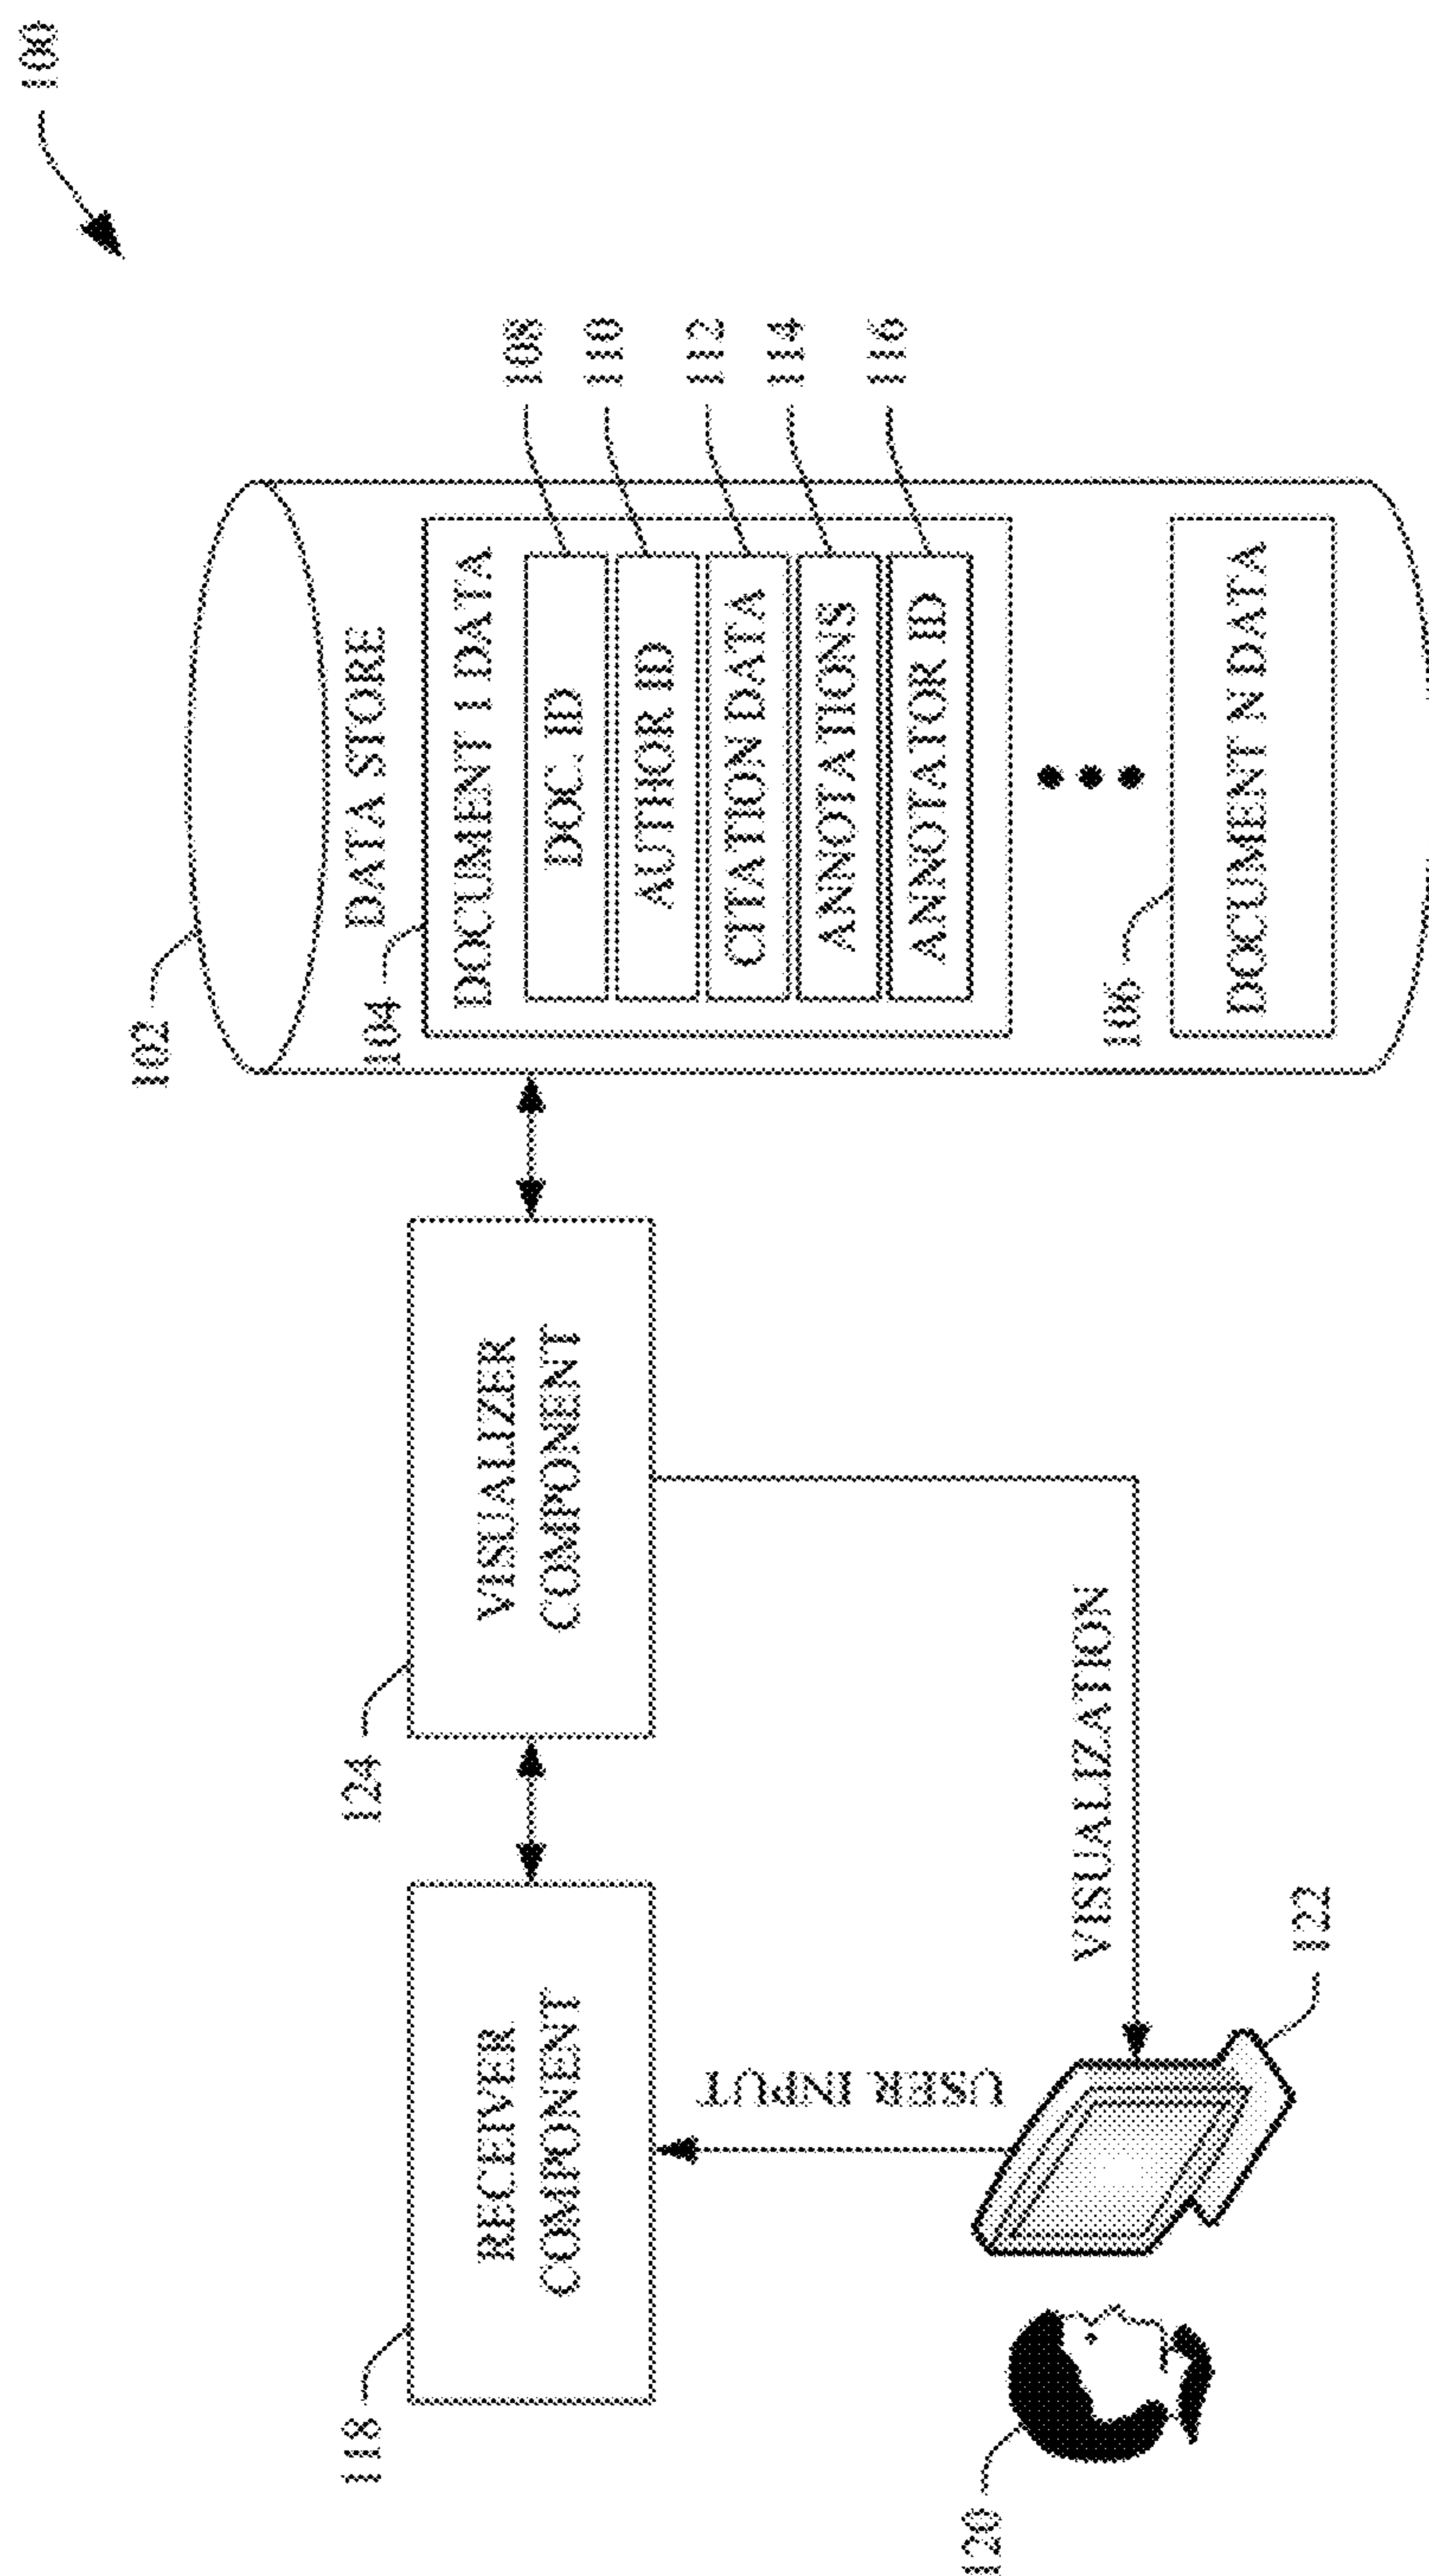 100
102
DATA STORE
104
DOCUMENT 1 DATA
DOC. ID
108
AUTHOR ID
110
CITATION DATA
112
ANNOTATIONS
114
ANNOTATOR ID
116
106
DOCUMENT N DATA
124
VISUALIZER
COMPONENT
118
RECEIVER
COMPONENT
USER INPUT
VISUALIZATION
120
122